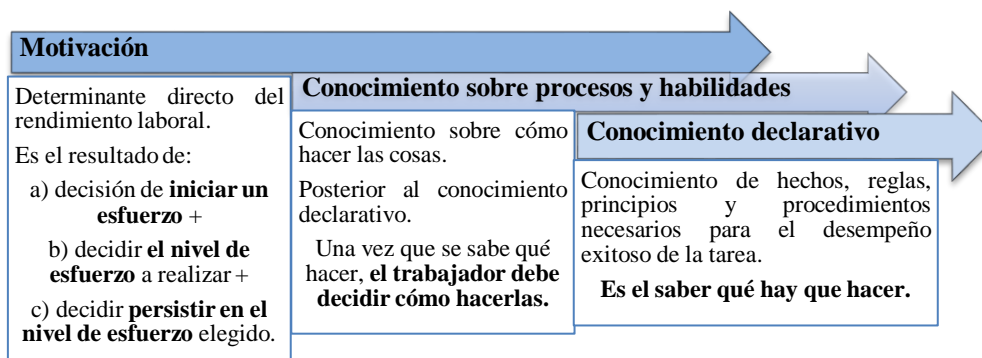 Motivación
Determinante directo del
rendimiento laboral.
Es el resultado de:
a) decisión de iniciar un
esfuerzo +
b) decidir el nivel de
esfuerzo a realizar +
c) decidir persistir en el
nivel de esfuerzo elegido.
Conocimiento sobre procesos y habilidades
Conocimiento sobre cómo
hacer las cosas.
Posterior al conocimiento
declarativo.
Una vez que se sabe qué
hacer, el trabajador debe
decidir cómo hacerlas.
Conocimiento declarativo
Conocimiento de hechos, reglas,
principios y procedimientos
necesarios para el desempeño
exitoso de la tarea.
Es el saber qué hay que hacer.